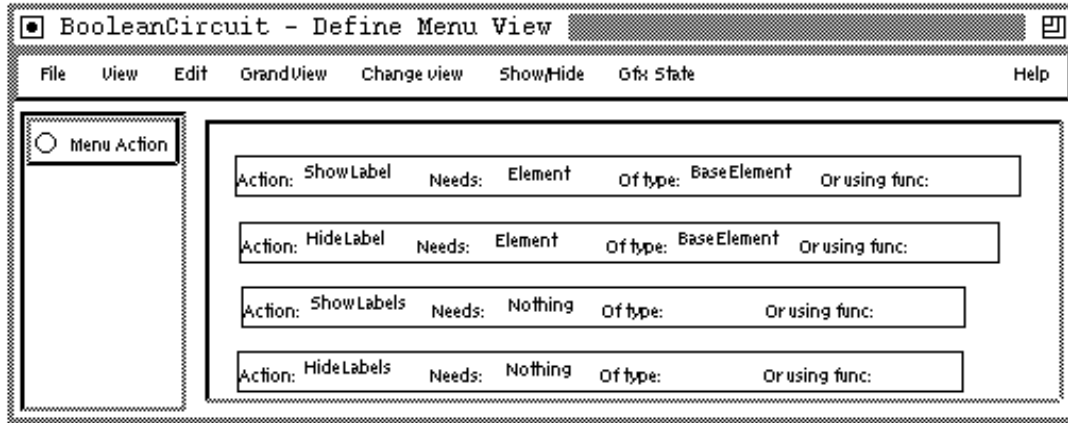 BooleanCircuit - Define Menu View
File View Edit GrandView Change view Show/Hide Gfx State Help
Menu Action
Action: ShowLabel Needs: Element Of type: BaseElement Or using func:
Action: HideLabel Needs: Element Of type: BaseElement Or using func:
Action: ShowLabels Needs: Nothing Of type: Or using func:
Action: HideLabels Needs: Nothing Of type: Or using func: